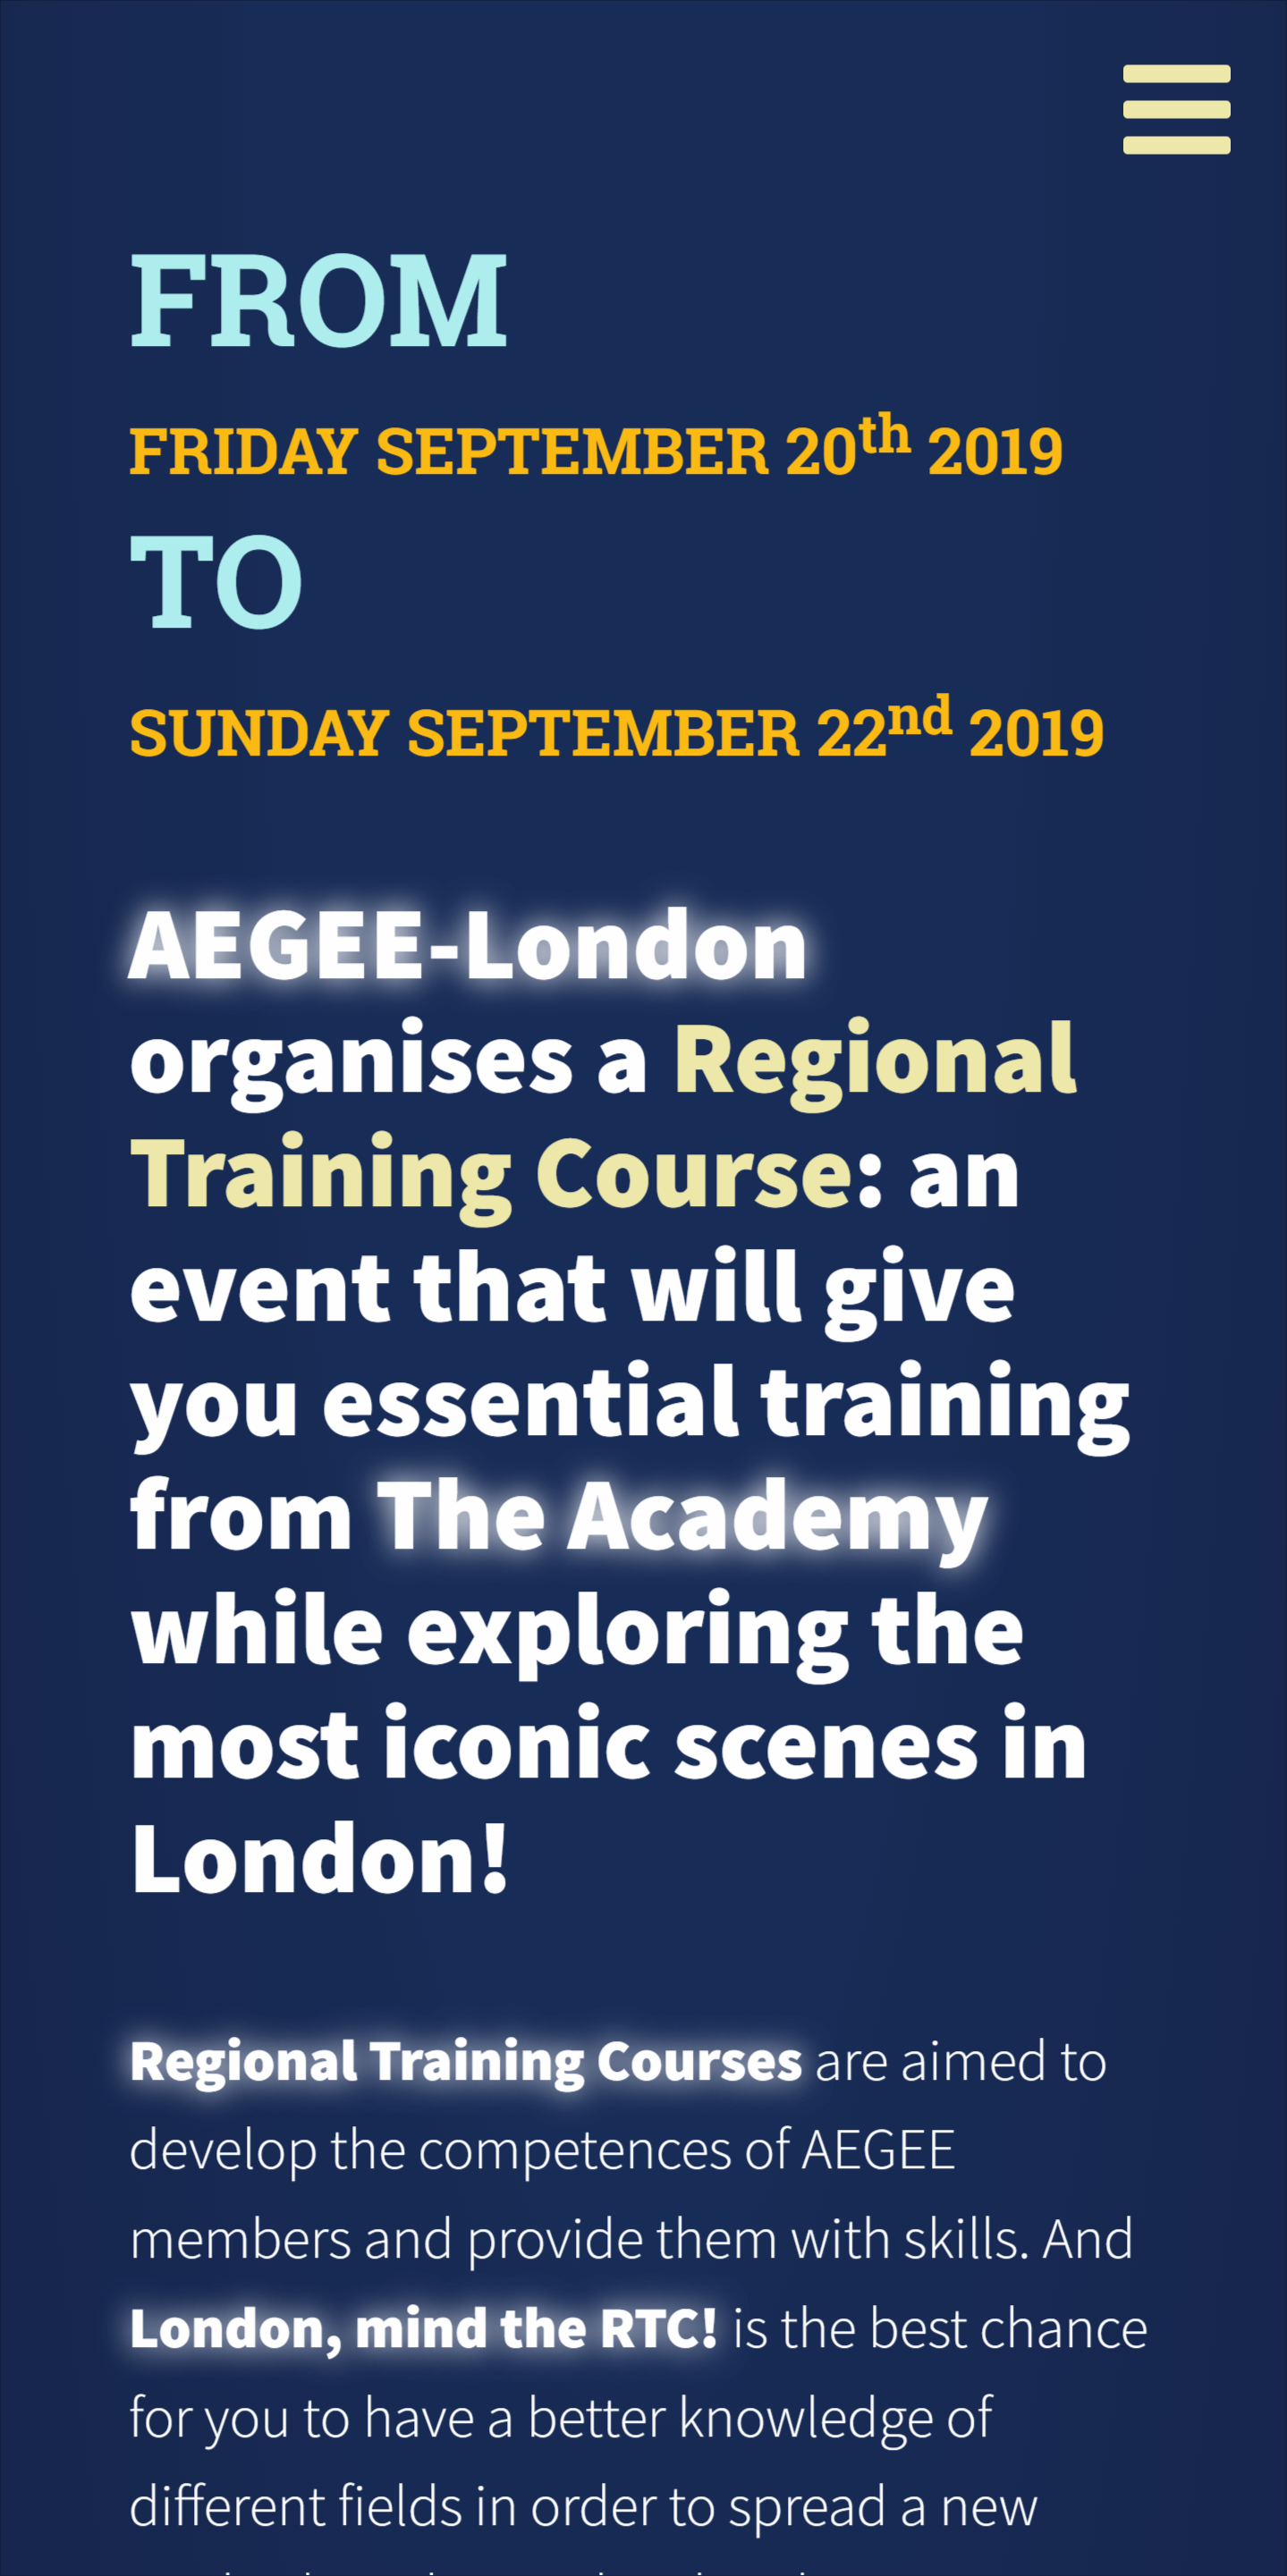 FROM
FRIDAY SEPTEMBER 20th 2019
TO
SUNDAY SEPTEMBER 22nd 2019
AEGEE-London
organises a Regional
Training Course: an
event that will give
you essential training
from The Academy
while exploring the
most iconic scenes in
London!
Regional Training Courses are aimed to
develop the competences of AEGEE
members and provide them with skills. And
London, mind the RTC! is the best chance
for you to have a better knowledge of
different fields in order to spread a new